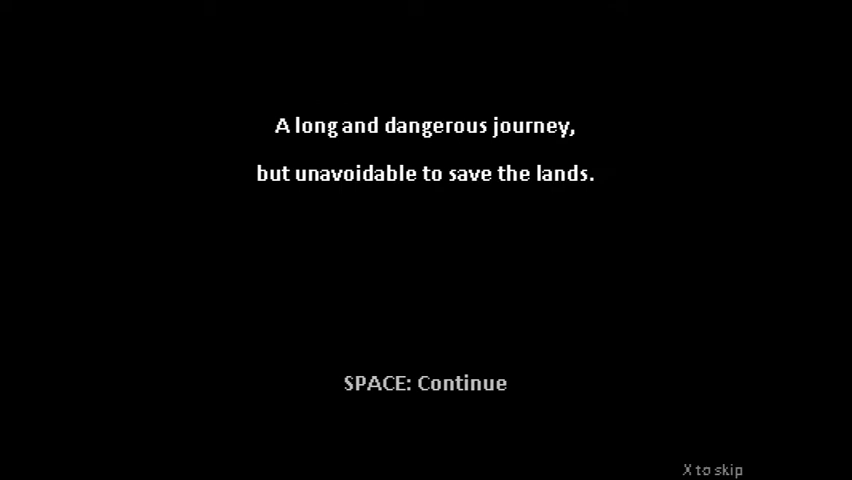 A long and dangerous journey,
but unavoidable to save the lands.
SPACE: Continue
X to skip